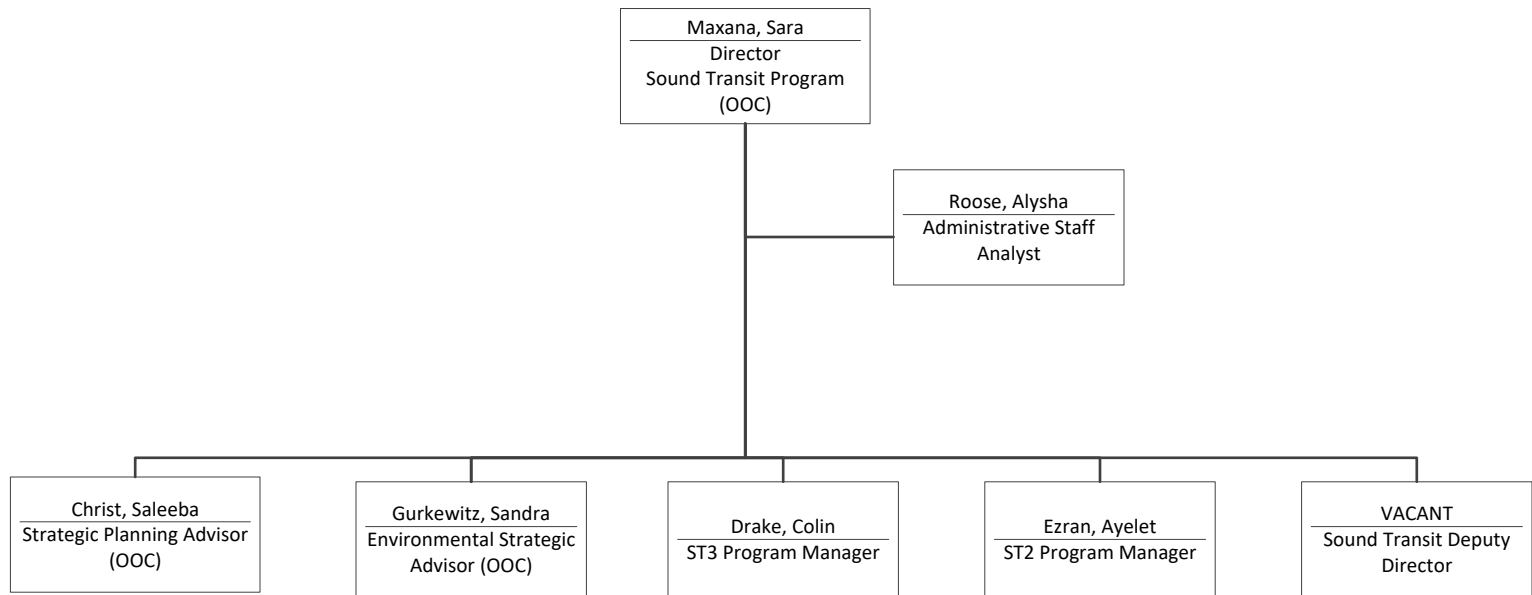 Maxana, Sara
Director
Sound Transit Program
(OOC)
Roose, Alysha
Administrative Staff
Analyst
Christ, Saleeba
Strategic Planning Advisor
(OOC)
Gurkewitz, Sandra
Environmental Strategic
Advisor (OOC)
Drake, Colin
ST3 Program Manager
Ezran, Ayelet
ST2 Program Manager
VACANT
Sound Transit Deputy
Director